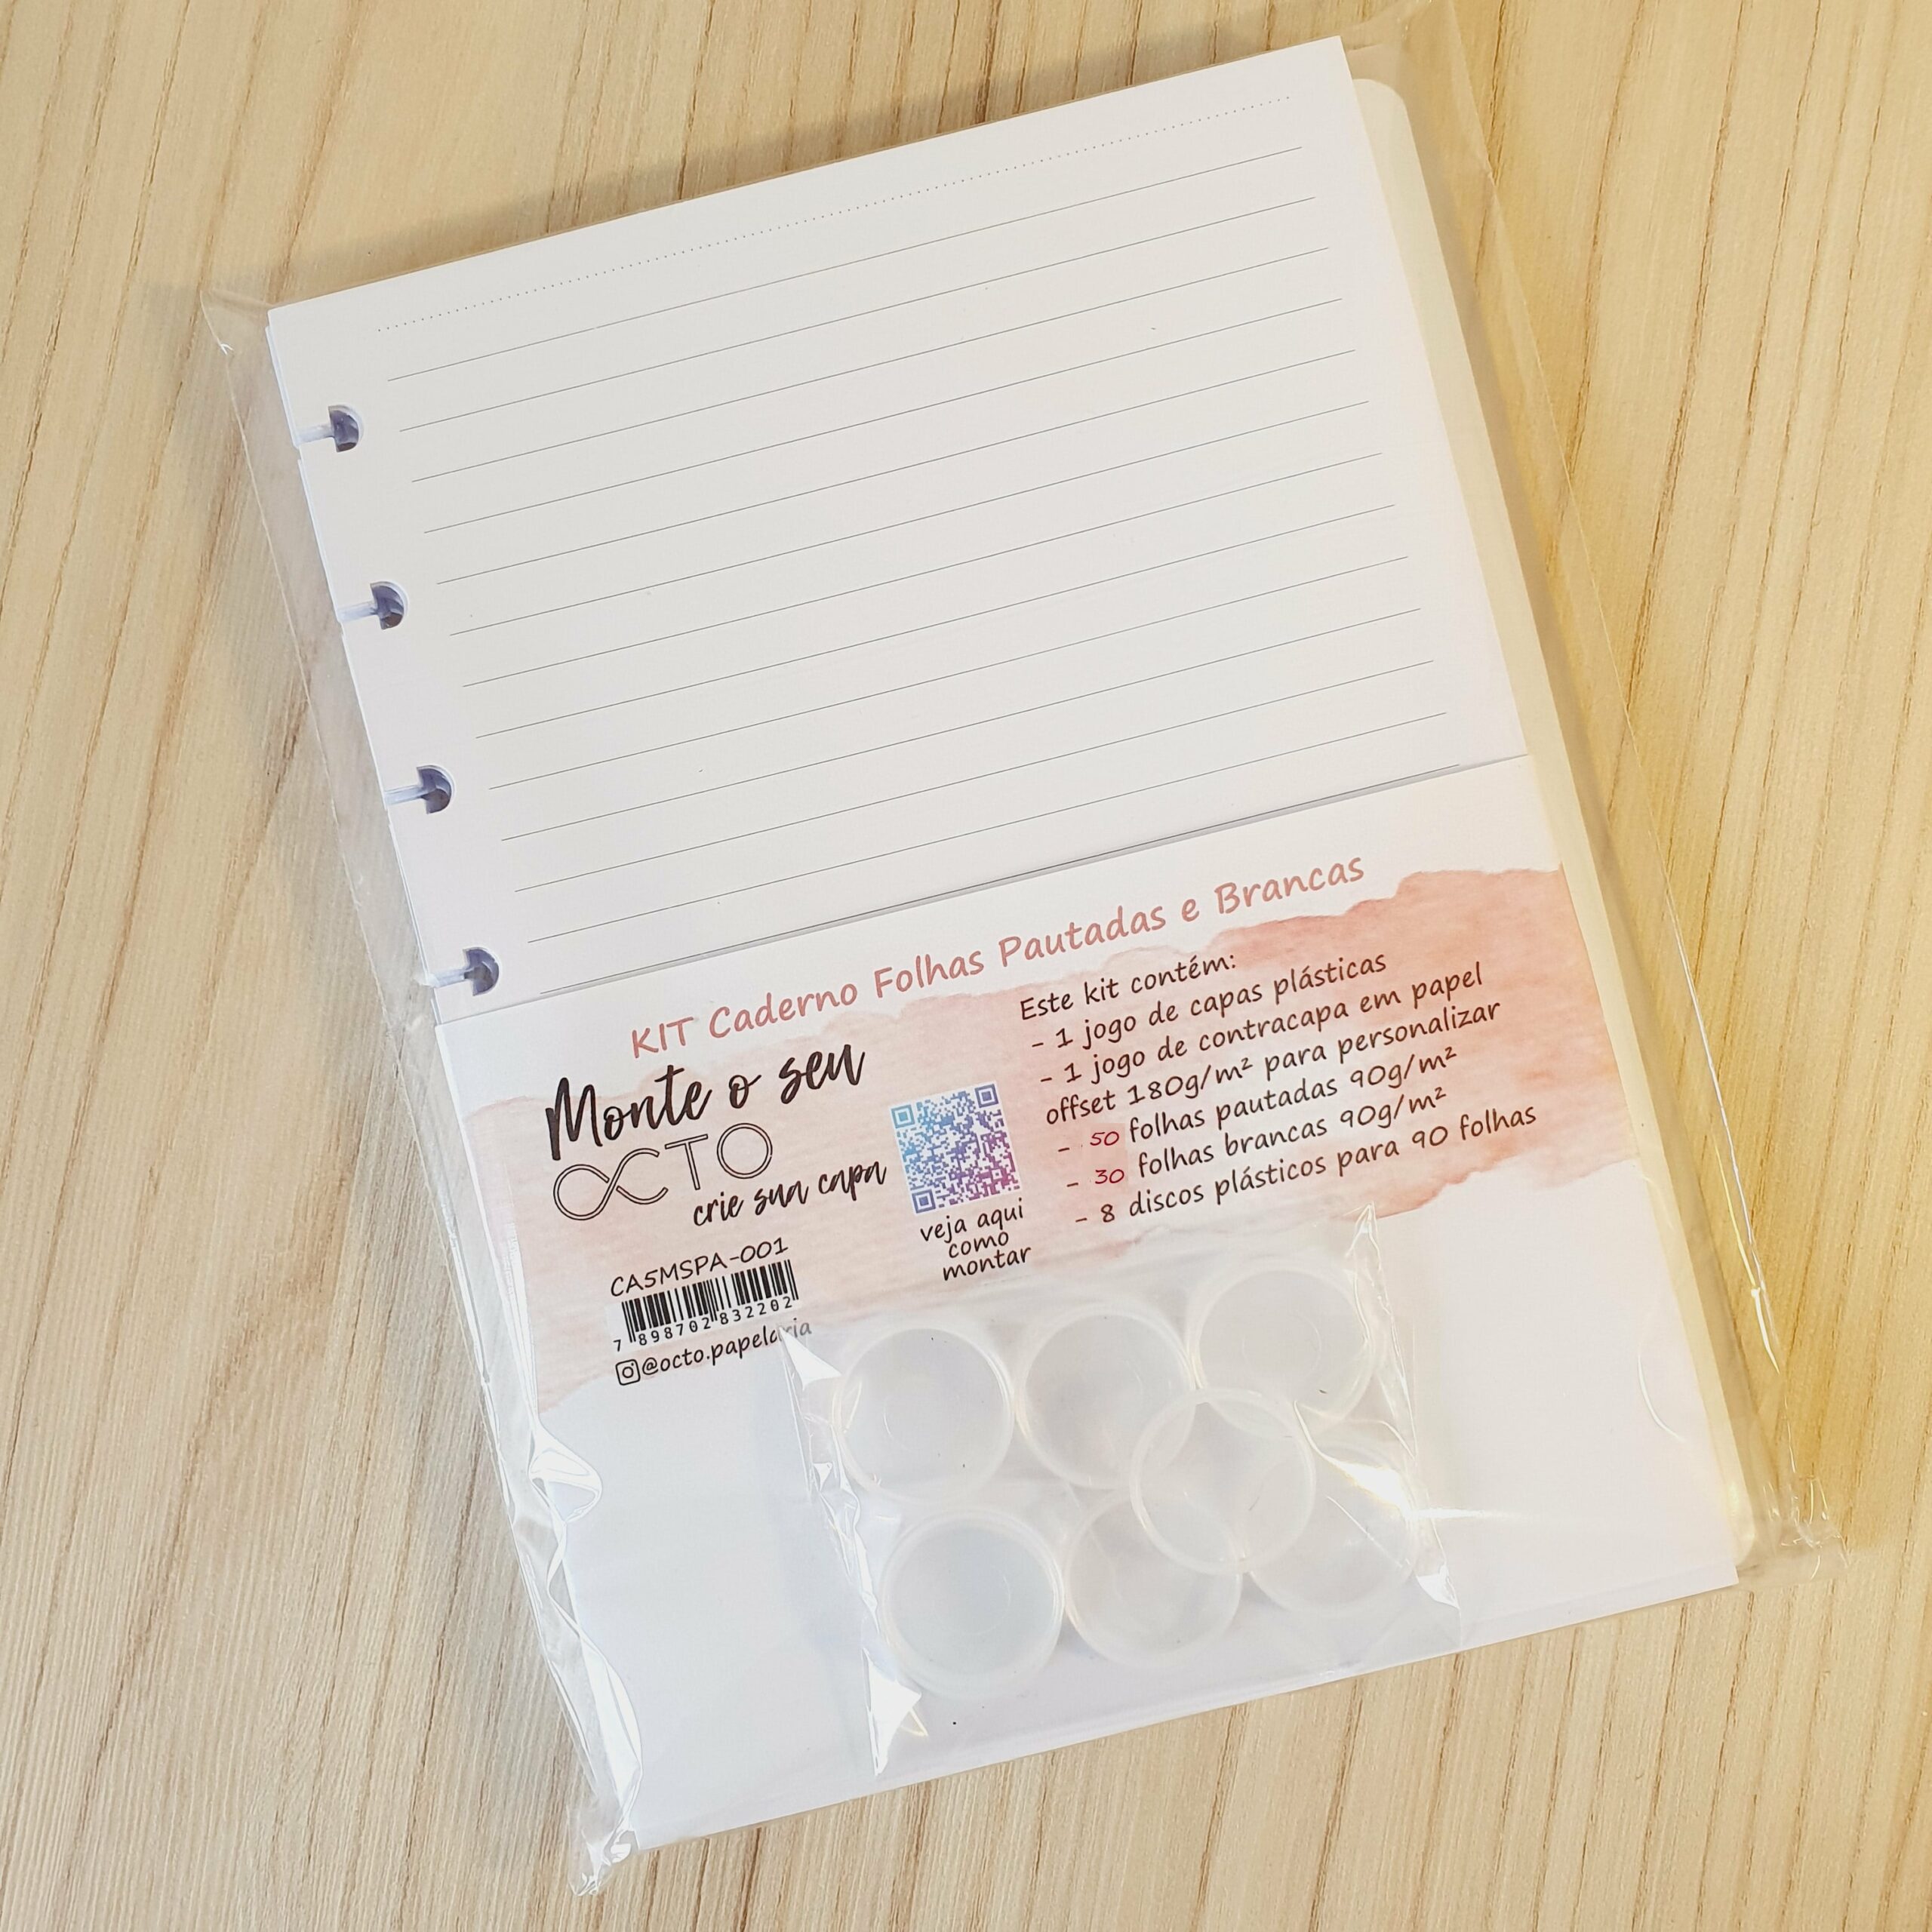 KIT Caderno Folhas Pautadas e Brancas
Monte o seu
OCTO
crie sua capa
CA5MSPA-001
7 898702 832202
@octo.papelaria
veja aqui
como
montar
Este kit contém:
- 1 jogo de capas plásticas
- 1 jogo de contracapa em papel
offset 180g/m² para personalizar
- 50 folhas pautadas 90g/m²
- 30 folhas brancas 90g/m²
- 8 discos plásticos para 90 folhas